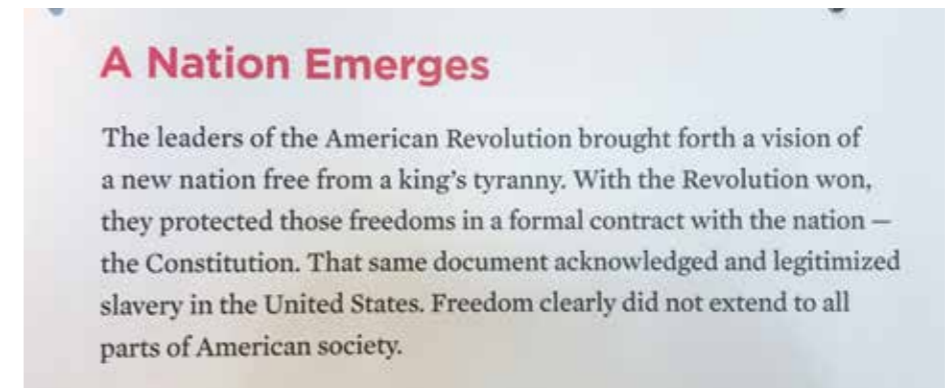 A Nation Emerges
The leaders of the American Revolution brought forth a vision of
a new nation free from a king's tyranny. With the Revolution won,
they protected those freedoms in a formal contract with the nation —
the Constitution. That same document acknowledged and legitimized
slavery in the United States. Freedom clearly did not extend to all
parts of American society.